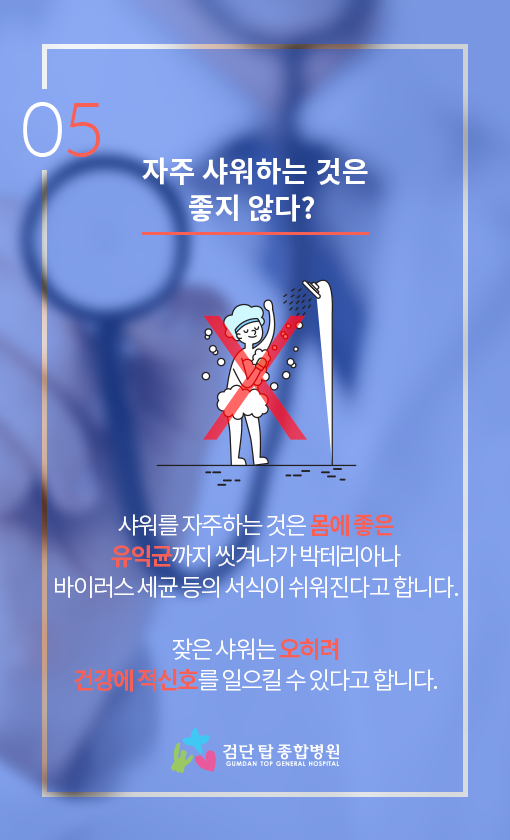 05
자주 샤워하는 것은
좋지 않다?
샤워를 자주하는 것은 몸에 좋은
유익균까지 씻겨나가 박테리아나
바이러스 세균 등의 서식이 쉬워진다고 합니다.
잦은 샤워는 오히려
건강에 적신호를 일으킬 수 있다고 합니다.
검단 탑 종합병원
GUMDAN TOP GENERAL HOSPITAL